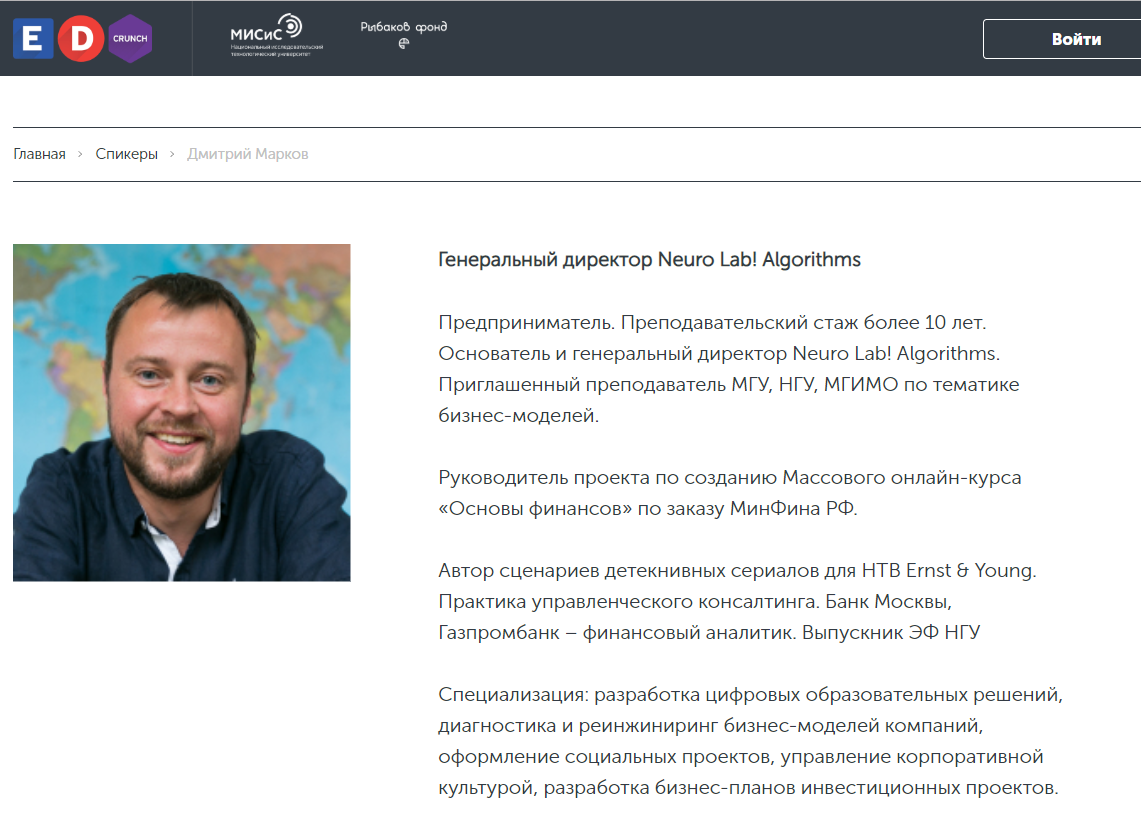 ED CRUNCH
МИСиС
Национальный исследовательский
технологический университет
Рыбаков фонд
Войти
Главная › Спикеры › Дмитрий Марков
Генеральный директор Neuro Lab! Algorithms
Предприниматель. Преподавательский стаж более 10 лет.
Основатель и генеральный директор Neuro Lab! Algorithms.
Приглашенный преподаватель МГУ, НГУ, МГИМО по тематике
бизнес-моделей.
Руководитель проекта по созданию Массового онлайн-курса
«Основы финансов» по заказу МинФина РФ.
Автор сценариев детекнивных сериалов для НТВ Ernst & Young.
Практика управленческого консалтинга. Банк Москвы,
Газпромбанк – финансовый аналитик. Выпускник ЭФ НГУ
Специализация: разработка цифровых образовательных решений,
диагностика и реинжиниринг бизнес-моделей компаний,
оформление социальных проектов, управление корпоративной
культурой, разработка бизнес-планов инвестиционных проектов.